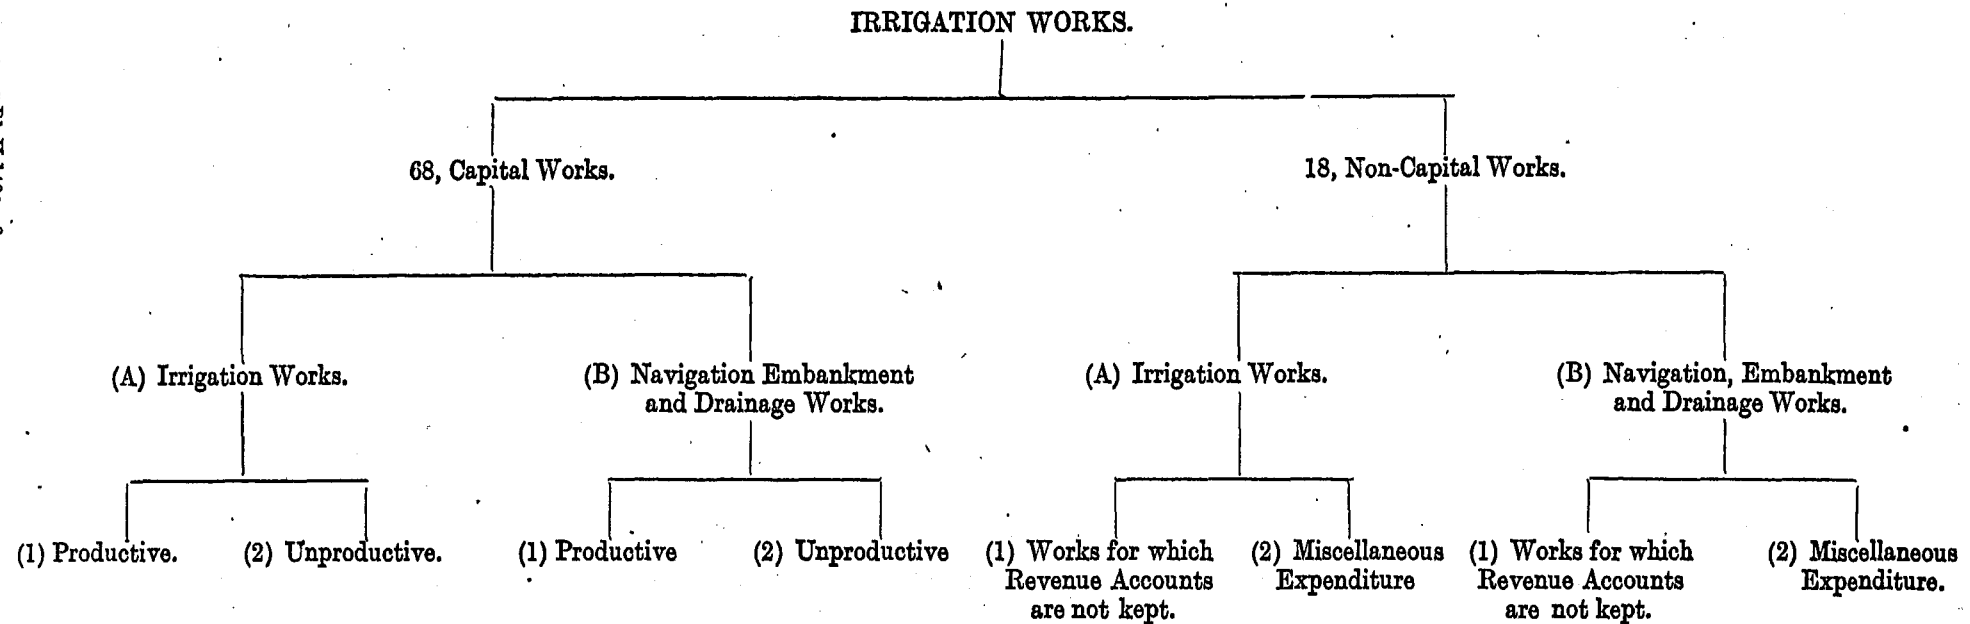 IRRIGATION WORKS.
68, Capital Works.
18, Non-Capital Works.
(A) Irrigation Works.
(B) Navigation Embankment
and Drainage Works.
(A) Irrigation Works.
(B) Navigation, Embankment
and Drainage Works.
(1) Productive.
(2) Unproductive.
(1) Productive
(2) Unproductive
(1) Works for which
Revenue Accounts
are not kept.
(2) Miscellaneous
Expenditure
(1) Works for which
Revenue Accounts
are not kept.
(2) Miscellaneous
Expenditure.